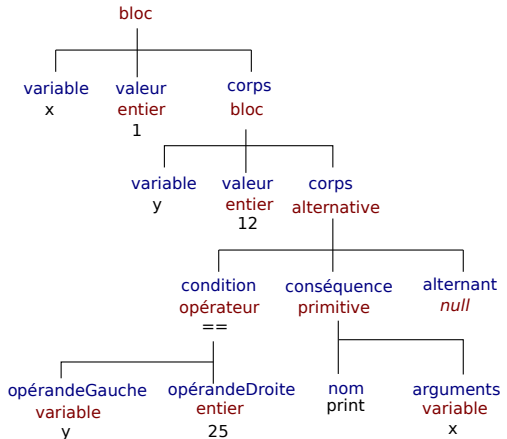 bloc
variable
x
valeur
entier
1
corps
bloc
variable
y
valeur
entier
12
corps
alternative
condition
opérateur
==
conséquence
primitive
alternant
null
opérandeGauche
variable
y
opérandeDroite
entier
25
nom
print
arguments
variable
x